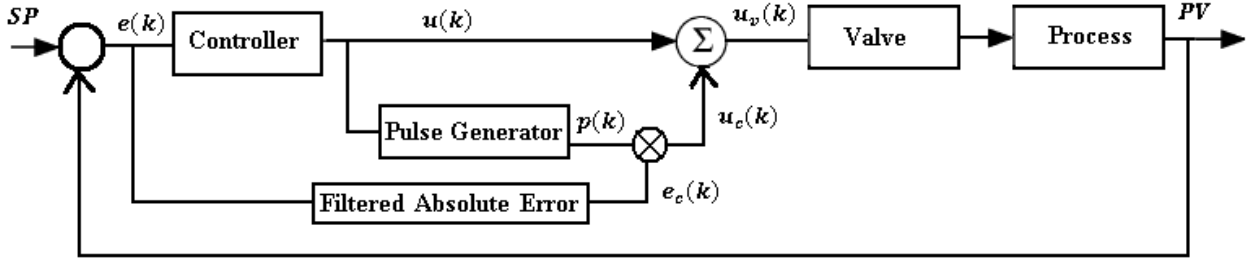 SP
e(k)
Controller
u(k)
Σ
u_v(k)
Valve
Process
PV
Pulse Generator
p(k)
u_c(k)
Filtered Absolute Error
e_c(k)